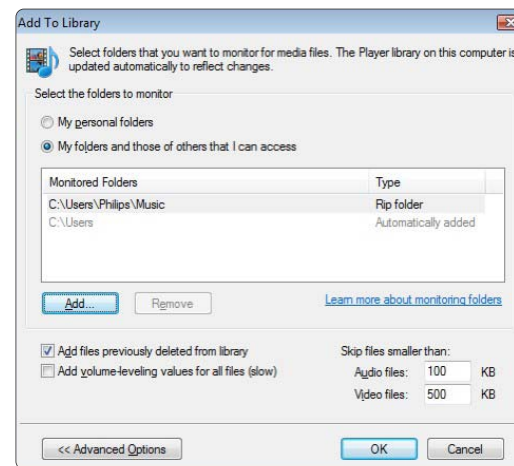 Add To Library
Select folders that you want to monitor for media files. The Player library on this computer is
updated automatically to reflect changes.
Select the folders to monitor
My personal folders
My folders and those of others that I can access
Monitored Folders Type
C:\Users\Philips\Music Rip folder
C:\Users Automatically added
Add... Remove Learn more about monitoring folders
Add files previously deleted from library Skip files smaller than:
Add volume-leveling values for all files (slow) Audio files: 100 KB
Video files: 500 KB
<< Advanced Options OK Cancel